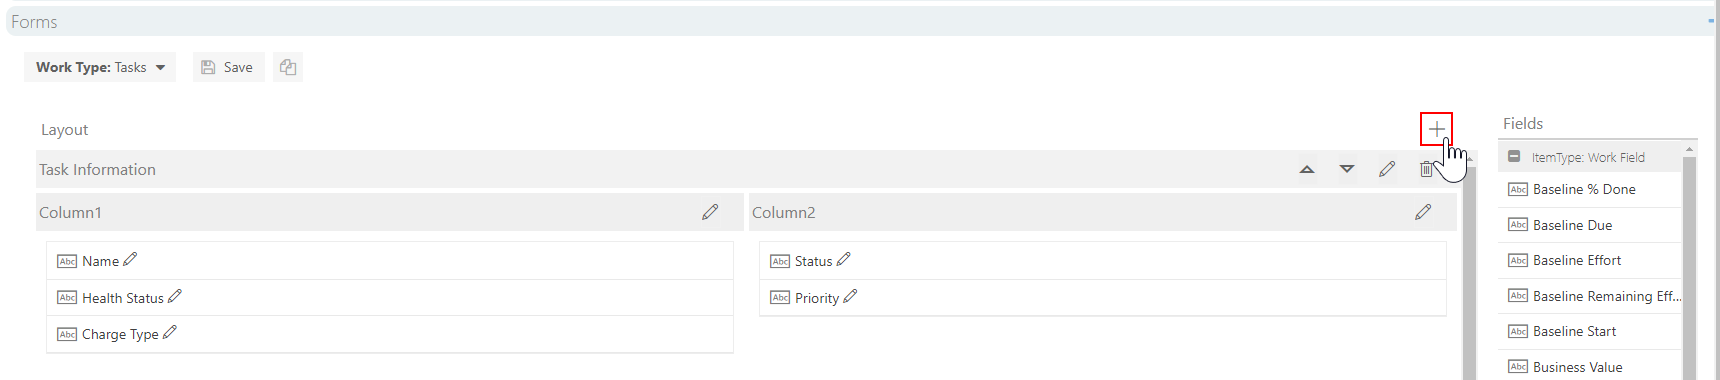 Forms
Work Type: Tasks
Save
Layout
Task Information
Column1
Column2
Abc Name
Abc Health Status
Abc Charge Type
Abc Status
Abc Priority
Fields
ItemType: Work Field
Abc Baseline % Done
Abc Baseline Due
Abc Baseline Effort
Abc Baseline Remaining Eff...
Abc Baseline Start
Abc Business Value